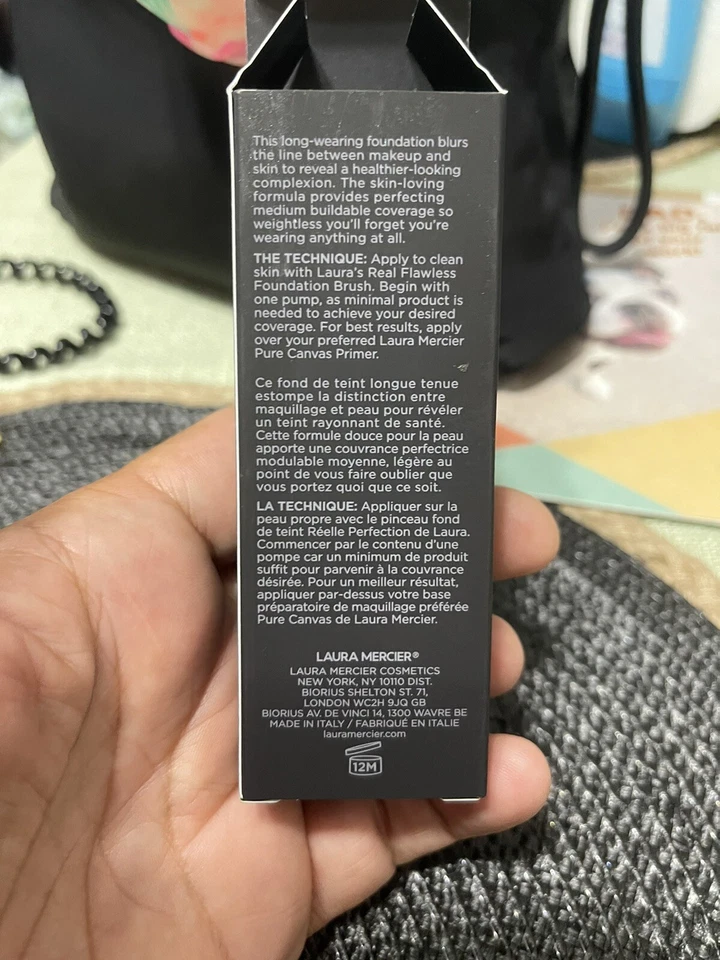 This long-wearing foundation blurs
the line between makeup and
skin to reveal a healthier-looking
complexion. The skin-loving
formula provides perfecting
medium buildable coverage so
weightless you'll forget you're
wearing anything at all.
THE TECHNIQUE: Apply to clean
skin with Laura's Real Flawless
Foundation Brush. Begin with
one pump, as minimal product is
needed to achieve your desired
coverage. For best results, apply
over your preferred Laura Mercier
Pure Canvas Primer.
Ce fond de teint longue tenue
estompe la distinction entre
maquillage et peau pour révéler
un teint rayonnant de santé.
Cette formule douce pour la peau
apporte une couvrance perfectrice
modulable moyenne, légère au
point de vous faire oublier que
vous portez quoi que ce soit.
LA TECHNIQUE: Appliquer sur la
peau propre avec le pinceau fond
de teint Réelle Perfection de Laura.
Commencer par le contenu d'une
pompe car un minimum de produit
suffit pour parvenir à la couvrance
désirée. Pour un meilleur résultat,
appliquer par-dessus votre base
préparatoire de maquillage préférée
Pure Canvas de Laura Mercier.
LAURA MERCIER®
LAURA MERCIER COSMETICS
NEW YORK, NY 10110 DIST.
BIORIUS SHELTON ST. 71,
LONDON WC2H 9JQ GB
BIORIUS AV. DE VINCI 14, 1300 WAVRE BE
MADE IN ITALY / FABRIQUÉ EN ITALIE
lauramercier.com
12M